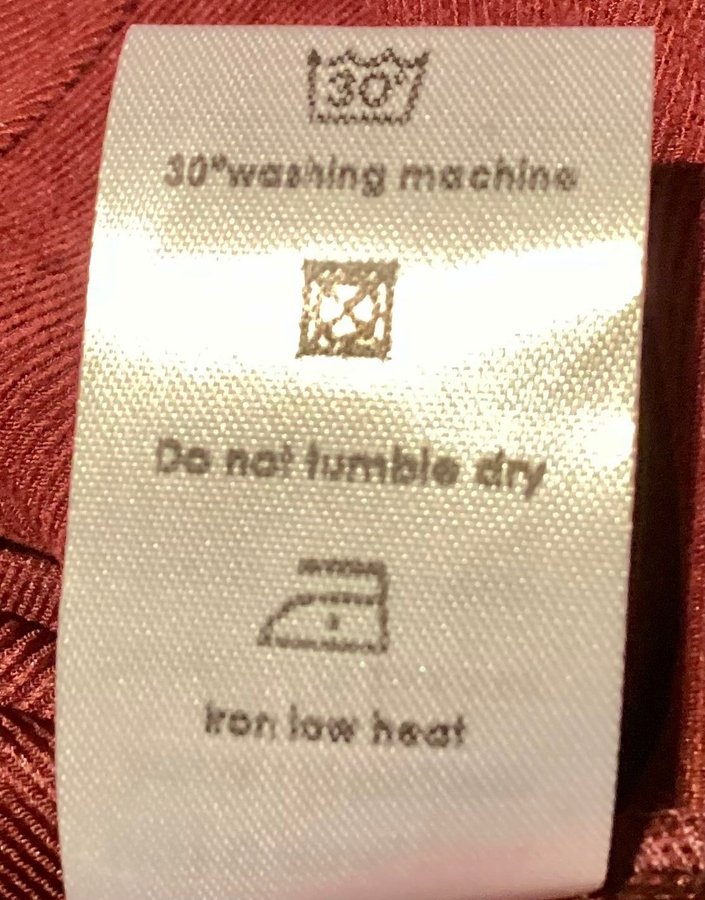 30°
30°washing machine
Do not tumble dry
Iron low heat